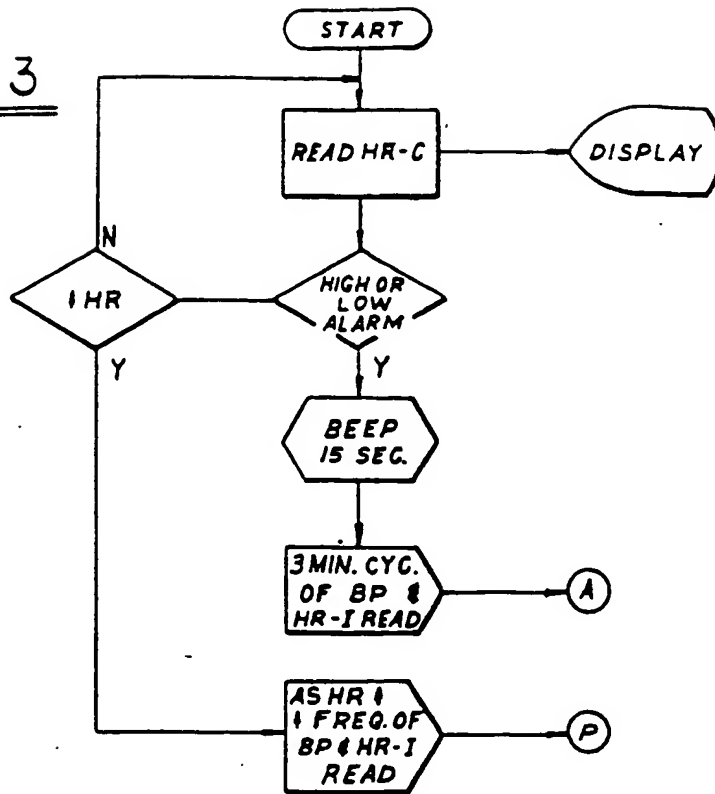 START
3
READ HR-C
DISPLAY
N
HR
HIGH OR
LOW
ALARM
Y
Y
BEEP
15 SEC.
3 MIN. CYC.
OF BP &
HR-I READ
A
AS HR
FREQ. OF
BP & HR-I
READ
P